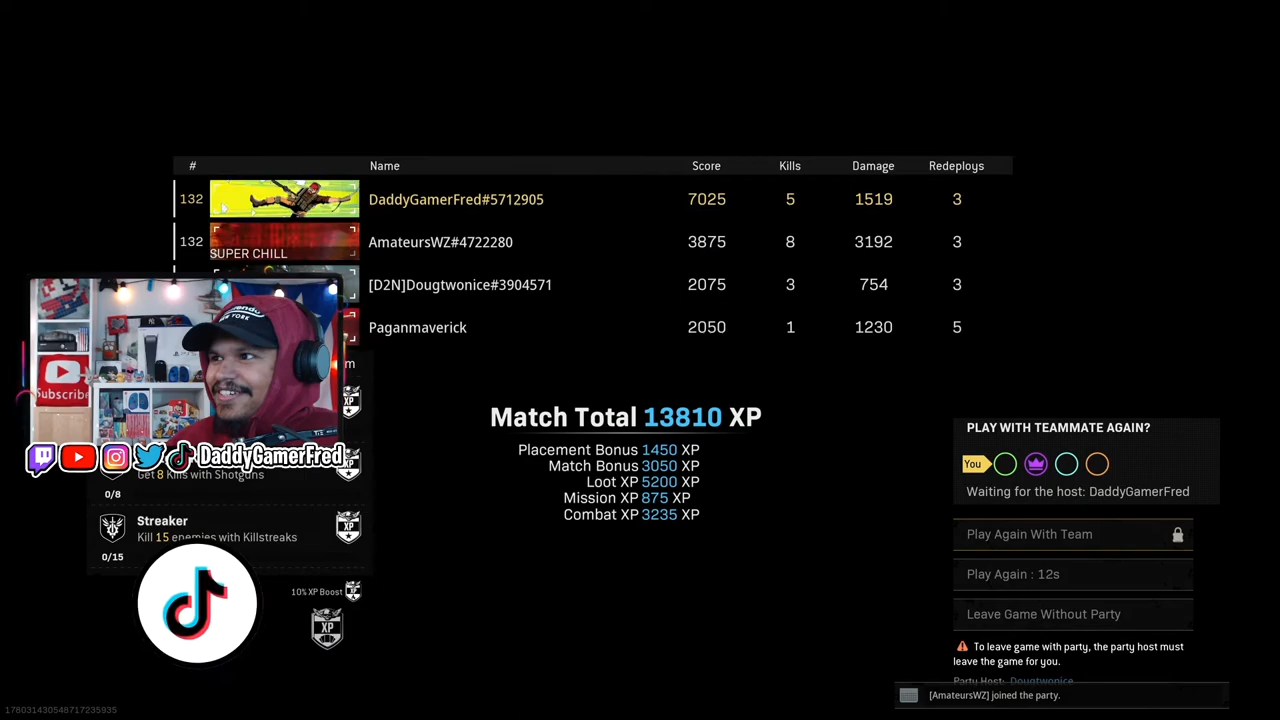 # Name Score Kills Damage Redeploys
132 DaddyGamerFred#5712905 7025 5 1519 3
132 AmateursWZ#4722280 3875 8 3192 3
SUPER CHILL
[D2N]Dougtwonice#3904571 2075 3 754 3
Paganmaverick 2050 1 1230 5
Subscribe
DaddyGamerFred
Get 8 Kills with Shotguns
0/8
XP
Streaker
Kill 15 enemies with Killstreaks
0/15
XP
10% XP Boost
XP
Match Total 13810 XP
Placement Bonus 1450 XP
Match Bonus 3050 XP
Loot XP 5200 XP
Mission XP 875 XP
Combat XP 3235 XP
PLAY WITH TEAMMATE AGAIN?
You
Waiting for the host: DaddyGamerFred
Play Again With Team
Play Again : 12s
Leave Game Without Party
To leave game with party, the party host must
leave the game for you.
Party Host: Dougtwonice
[AmateursWZ] joined the party.